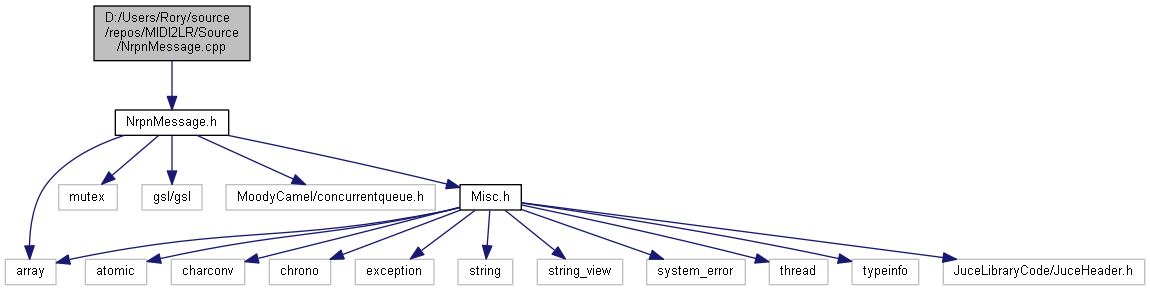 D:/Users/Rory/source
/repos/MIDI2LR/Source
/NrpnMessage.cpp
NrpnMessage.h
mutex
gsl/gsl
MoodyCamel/concurrentqueue.h
Misc.h
array
atomic
charconv
chrono
exception
string
string_view
system_error
thread
typeinfo
JuceLibraryCode/JuceHeader.h